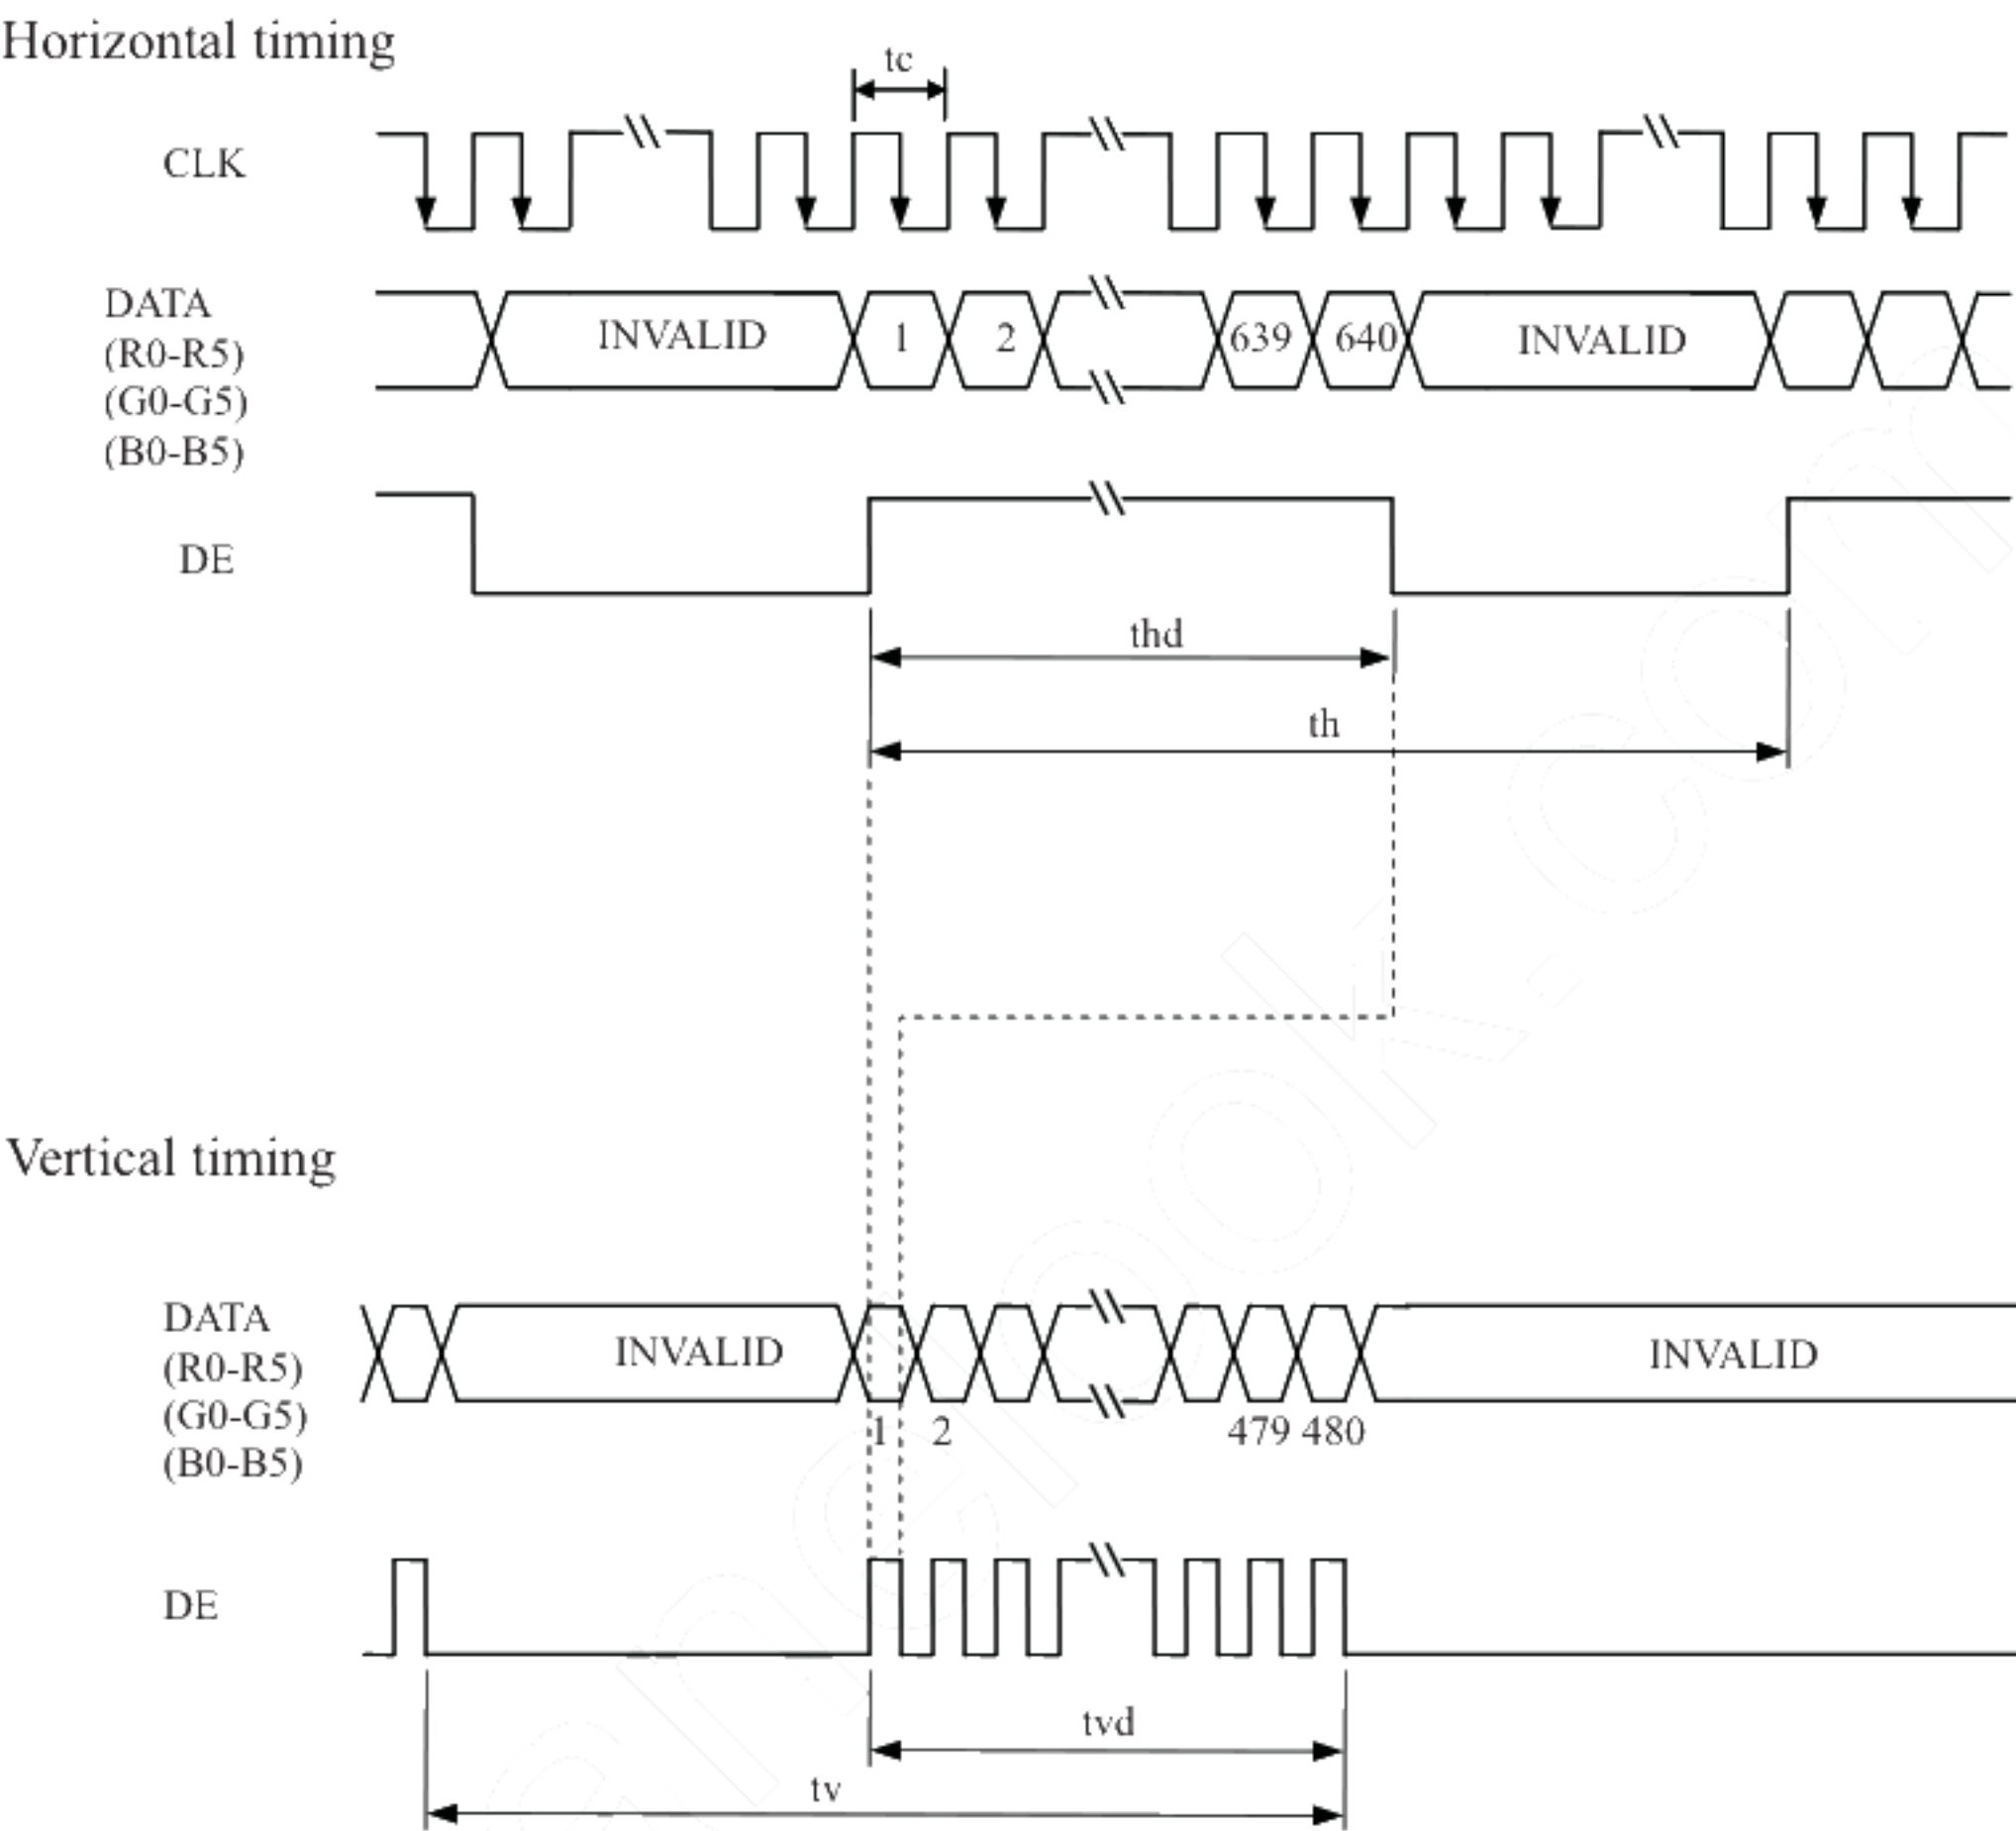 Horizontal timing
tc
CLK
DATA
(R0-R5)
(G0-G5)
(B0-B5)
INVALID 1 2 639 640 INVALID
DE
thd
th
Vertical timing
DATA
(R0-R5)
(G0-G5)
(B0-B5)
INVALID INVALID
1 2 479 480
DE
tvd
tv